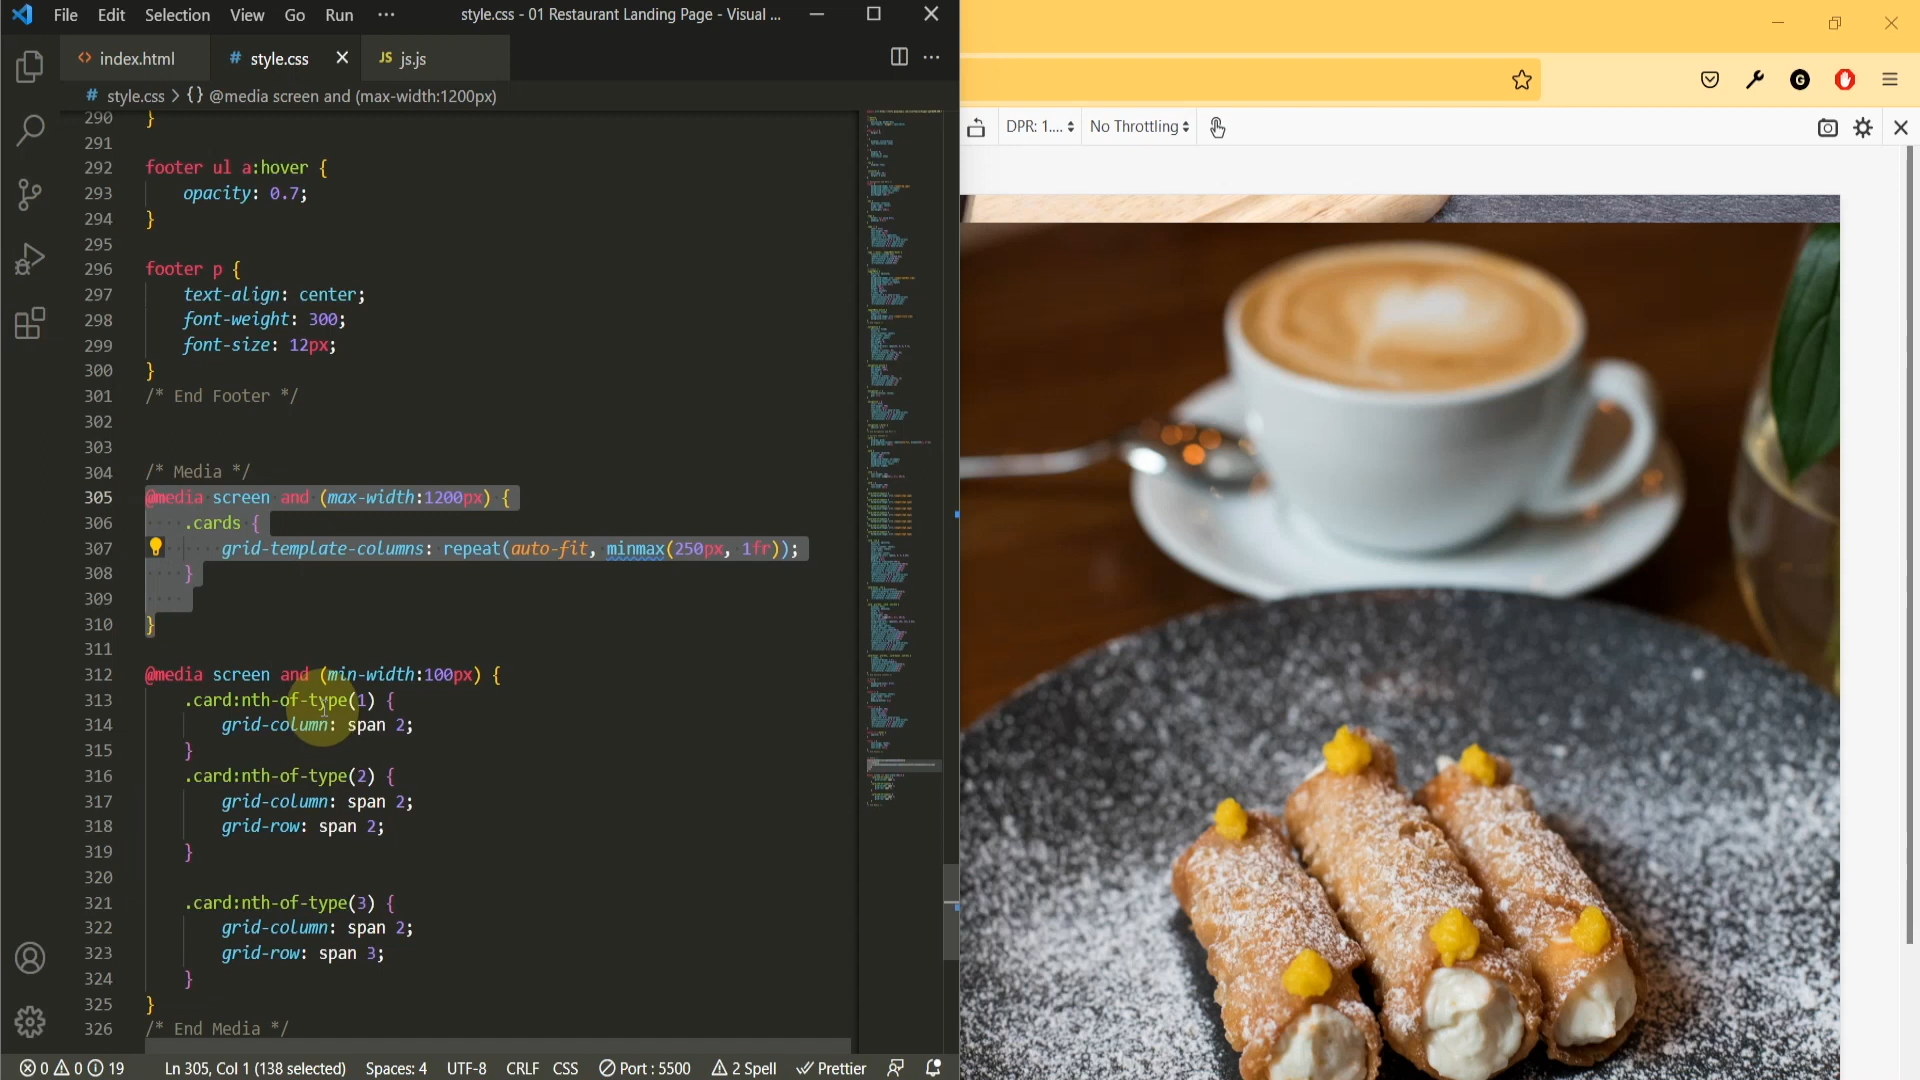 File Edit Selection View Go Run ··· style.css - 01 Restaurant Landing Page - Visual ...
<> index.html # style.css × JS js.js
# style.css > {} @media screen and (max-width:1200px)
DPR: 1.... No Throttling
290 }
291
292 footer ul a:hover {
293 opacity: 0.7;
294 }
295
296 footer p {
297 text-align: center;
298 font-weight: 300;
299 font-size: 12px;
300 }
301 /* End Footer */
302
303
304 /* Media */
305 @media screen and (max-width:1200px) {
306 .cards {
307 grid-template-columns: repeat(auto-fit, minmax(250px, 1fr));
308 }
309
310 }
311
312 @media screen and (min-width:100px) {
313 .card:nth-of-type(1) {
314 grid-column: span 2;
315 }
316 .card:nth-of-type(2) {
317 grid-column: span 2;
318 grid-row: span 2;
319 }
320
321 .card:nth-of-type(3) {
322 grid-column: span 2;
323 grid-row: span 3;
324 }
325 }
326 /* End Media */
0 0 19 Ln 305, Col 1 (138 selected) Spaces: 4 UTF-8 CRLF CSS Port : 5500 2 Spell Prettier